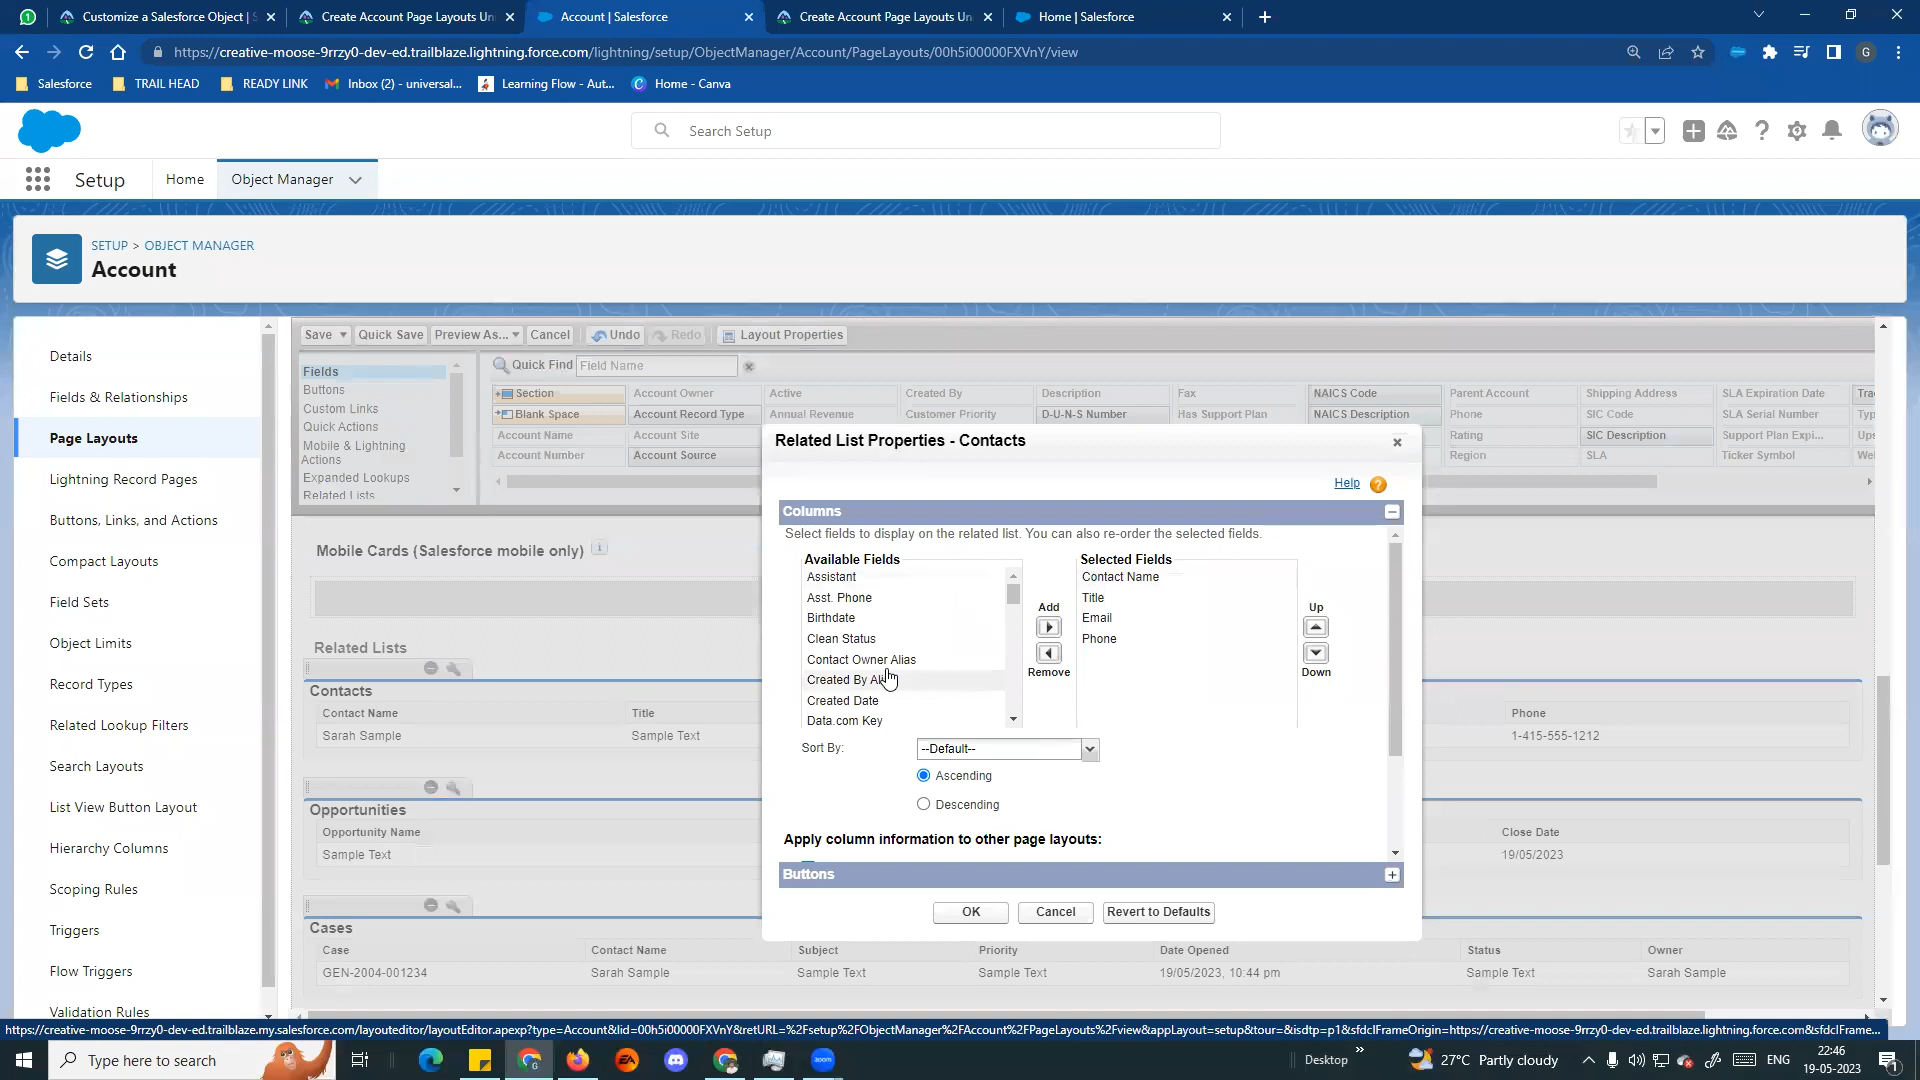 Customize a Salesforce Object | S
Create Account Page Layouts Uni
Account | Salesforce
Create Account Page Layouts Uni
Home | Salesforce
https://creative-moose-9rrzy0-dev-ed.trailblaze.lightning.force.com/lightning/setup/ObjectManager/Account/PageLayouts/00h5i00000FXVnY/view
G
Salesforce
TRAIL HEAD
READY LINK
Inbox (2) - universal...
Learning Flow - Aut...
Home - Canva
Search Setup
Setup
Home
Object Manager
SETUP > OBJECT MANAGER
Account
Details
Fields & Relationships
Page Layouts
Lightning Record Pages
Buttons, Links, and Actions
Compact Layouts
Field Sets
Object Limits
Record Types
Related Lookup Filters
Search Layouts
List View Button Layout
Hierarchy Columns
Scoping Rules
Triggers
Flow Triggers
Validation Rules
Save
Quick Save
Preview As...
Cancel
Undo
Redo
Layout Properties
Fields
Buttons
Custom Links
Quick Actions
Mobile & Lightning
Actions
Expanded Lookups
Related Lists
Quick Find
Field Name
Section
Account Owner
Active
Created By
Description
Fax
NAICS Code
Parent Account
Shipping Address
SLA Expiration Date
Blank Space
Account Record Type
Annual Revenue
Customer Priority
D-U-N-S Number
Has Support Plan
NAICS Description
Phone
SIC Code
SLA Serial Number
Account Name
Account Site
Rating
SIC Description
Support Plan Expi...
Account Number
Account Source
Region
SLA
Ticker Symbol
Mobile Cards (Salesforce mobile only)
Related Lists
Contacts
Contact Name
Title
Phone
Sarah Sample
Sample Text
1-415-555-1212
Opportunities
Opportunity Name
Close Date
Sample Text
19/05/2023
Cases
Case
Contact Name
Subject
Priority
Date Opened
Status
Owner
GEN-2004-001234
Sarah Sample
Sample Text
Sample Text
19/05/2023, 10:44 pm
Sample Text
Sarah Sample
Related List Properties - Contacts
Help
Columns
Select fields to display on the related list. You can also re-order the selected fields.
Available Fields
Assistant
Asst. Phone
Birthdate
Clean Status
Contact Owner Alias
Created By
Created Date
Data.com Key
Add
Remove
Selected Fields
Contact Name
Title
Email
Phone
Up
Down
Sort By:
--Default--
Ascending
Descending
Apply column information to other page layouts:
Buttons
OK
Cancel
Revert to Defaults
https://creative-moose-9rrzy0-dev-ed.trailblaze.my.salesforce.com/layouteditor/layoutEditor.apexp?type=Account&lid=00h5i00000FXVnY&retURL=%2Fsetup%2FObjectManager%2FAccount%2FPageLayouts%2Fview&appLayout=setup&tour=&isdtp=p1&sfdcIFrameOrigin=https://creative-moose-9rrzy0-dev-ed.trailblaze.lightning.force.com&sfdcIFrame...
Type here to search
zoom
Desktop
27°C Partly cloudy
ENG
22:46
19-05-2023
1